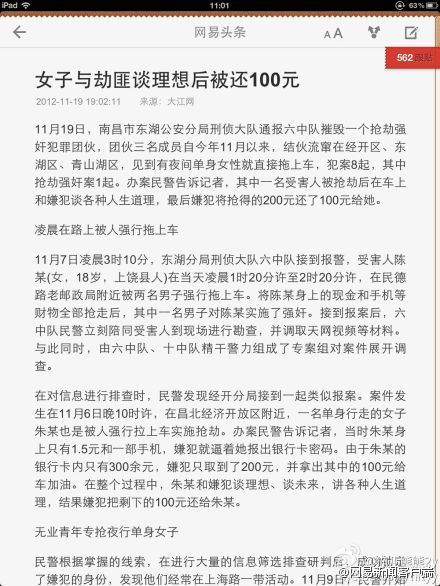 iPad
11:01
63%
网易头条
AA
562 跟贴
女子与劫匪谈理想后被还100元
2012-11-19 19:02:11 来源: 大江网
11月19日，南昌市东湖公安分局刑侦大队通报六中队摧毁一个抢劫强
奸犯罪团伙，团伙三名成员自今年11月以来，结伙流窜在经开区、东
湖区、青山湖区，见到有夜间单身女性就直接拖上车，犯案8起，其中
抢劫强奸案1起。办案民警告诉记者，其中一名受害人被抢劫后在车上
和嫌犯谈各种人生道理，最后嫌犯将抢得的200元还了100元给她。
凌晨在路上被人强行拖上车
11月7日凌晨3时10分，东湖分局刑侦大队六中队接到报警，受害人陈
某(女，18岁，上饶县人)在当天凌晨1时20分许至2时20分许，在民德
路老邮政局附近被两名男子强行拖上车。将陈某身上的现金和手机等
财物全部抢走后，其中一名男子对陈某实施了强奸。接到报案后，六
中队民警立刻陪同受害人到现场进行勘查，并调取天网视频等材料。
与此同时，由六中队、十中队精干警力组成了专案组对案件展开调
查。
在对信息进行排查时，民警发现经开分局接到一起类似报案。案件发
生在11月6日晚10时许，在昌北经济开放区附近，一名单身行走的女子
朱某也是被人强行拉上车实施抢劫。办案民警告诉记者，当时朱某身
上只有1.5元和一部手机，嫌犯就逼着她报出银行卡密码。由于朱某的
银行卡内只有300余元，嫌犯只取到了200元，并拿出其中的100元给
车加油。在整个过程中，朱某和嫌犯谈理想、谈未来，讲各种人生道
理，结果嫌犯把剩下的100元还给朱某。
无业青年专抢夜行单身女子
民警根据掌握的线索，在进行大量的信息筛选排查研判后，成功
了嫌犯的身份，发现他们经常在上海路一带活动。11月9日，民警开始
@网易新闻客户端